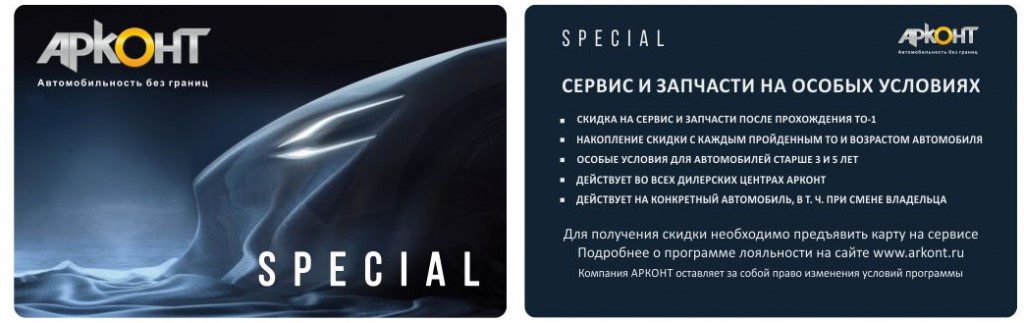 АРКОНТ
Автомобильность без границ
SPECIAL
SPECIAL
АРКОНТ
Автомобильность без границ
СЕРВИС И ЗАПЧАСТИ НА ОСОБЫХ УСЛОВИЯХ
▪ СКИДКА НА СЕРВИС И ЗАПЧАСТИ ПОСЛЕ ПРОХОЖДЕНИЯ ТО-1
▪ НАКОПЛЕНИЕ СКИДКИ С КАЖДЫМ ПРОЙДЕННЫМ ТО И ВОЗРАСТОМ АВТОМОБИЛЯ
▪ ОСОБЫЕ УСЛОВИЯ ДЛЯ АВТОМОБИЛЕЙ СТАРШЕ 3 И 5 ЛЕТ
▪ ДЕЙСТВУЕТ ВО ВСЕХ ДИЛЕРСКИХ ЦЕНТРАХ АРКОНТ
▪ ДЕЙСТВУЕТ НА КОНКРЕТНЫЙ АВТОМОБИЛЬ, В Т. Ч. ПРИ СМЕНЕ ВЛАДЕЛЬЦА
Для получения скидки необходимо предъявить карту на сервисе
Подробнее о программе лояльности на сайте www.arkont.ru
Компания АРКОНТ оставляет за собой право изменения условий программы